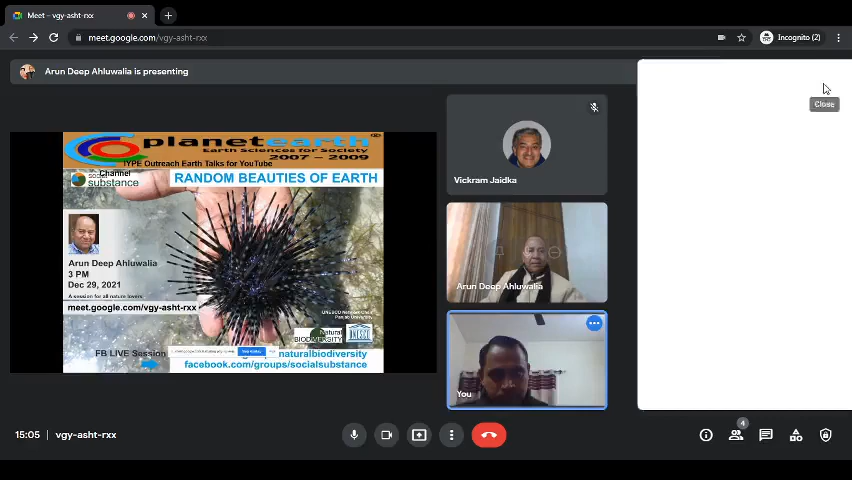 Meet – vgy-asht-rxx
meet.google.com/vgy-asht-rxx
Incognito (2)
Arun Deep Ahluwalia is presenting
Close
planetearth
Earth Sciences for Society
2007 – 2009
IYPE Outreach Earth Talks for YouTube
Channel
substance
RANDOM BEAUTIES OF EARTH
Arun Deep Ahluwalia
3 PM
Dec 29, 2021
A session for all nature lovers
meet.google.com/vgy-asht-rxx
natural
BIODIVERSITY
FB LIVE Session
naturalbiodiversity
facebook.com/groups/socialsubstance
Vickram Jaidka
Arun Deep Ahluwalia
You
15:05 | vgy-asht-rxx
4